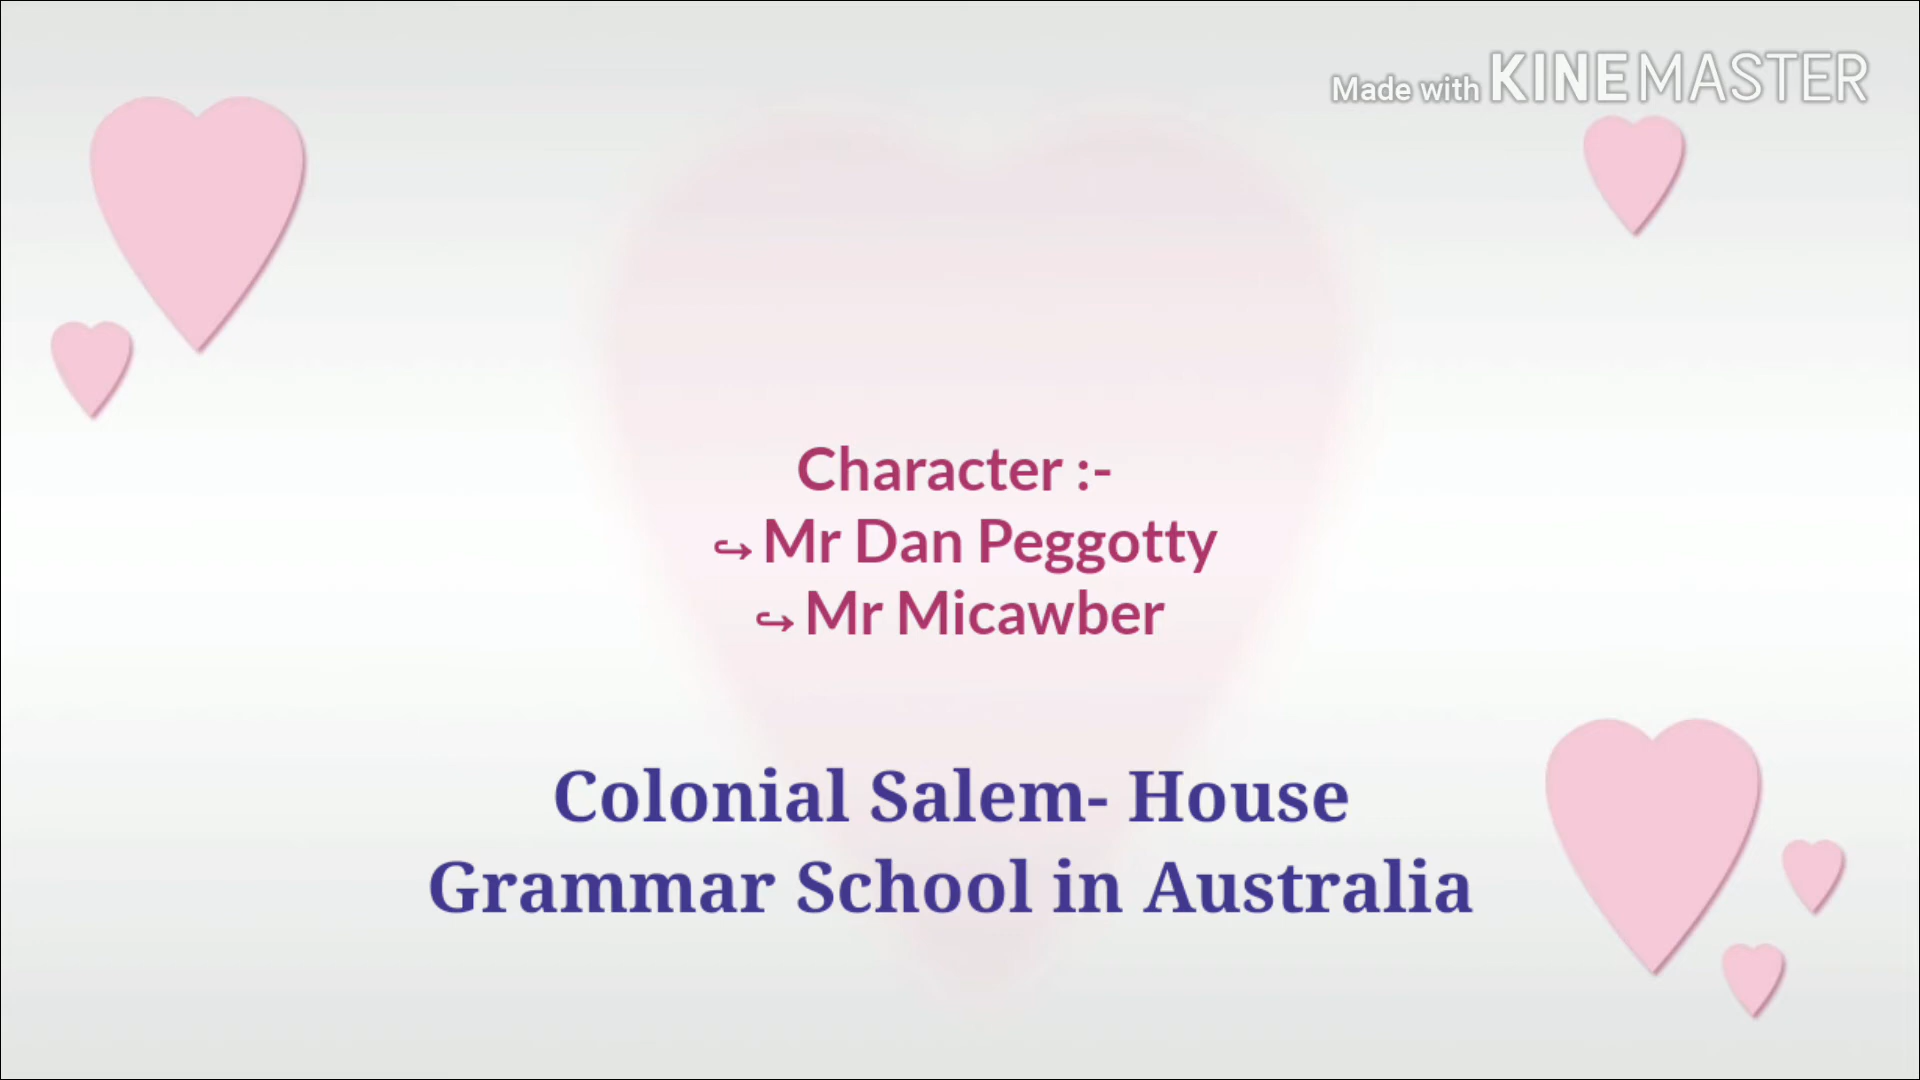 Made with KINEMASTER
Character :-
↪ Mr Dan Peggotty
↪ Mr Micawber
Colonial Salem- House
Grammar School in Australia